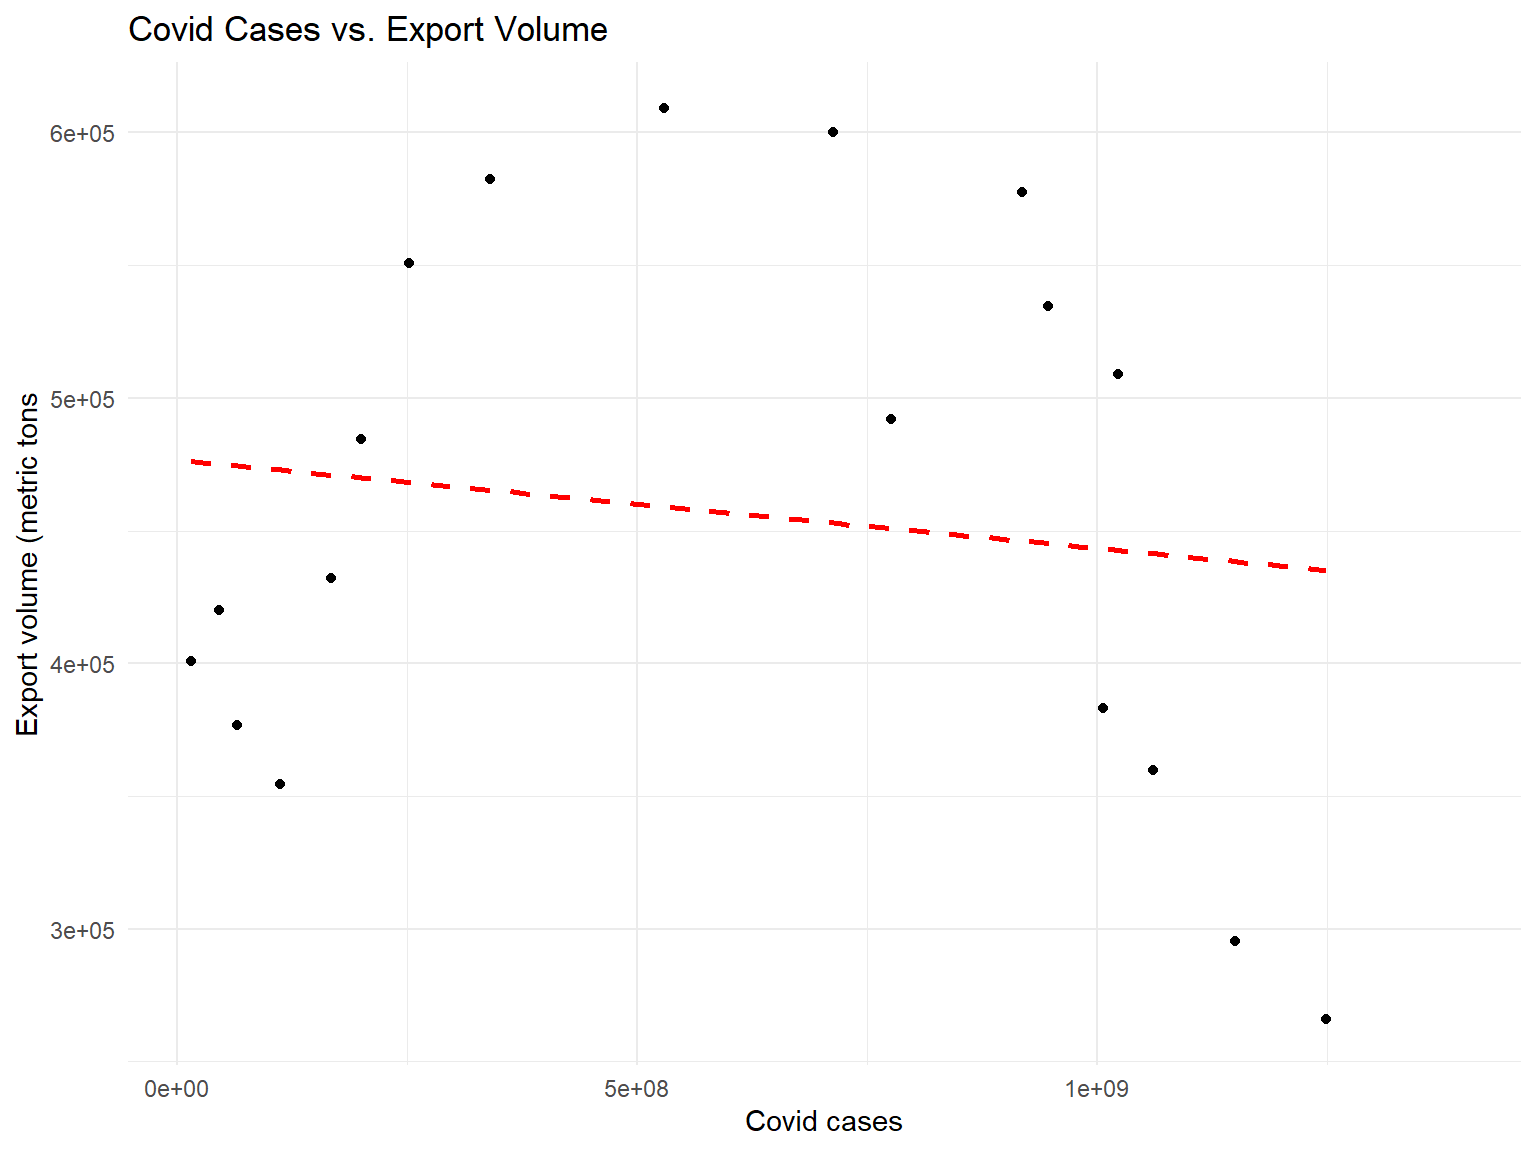 Covid Cases vs. Export Volume
6e+05
5e+05
4e+05
3e+05
Export volume (metric tons
0e+00
5e+08
1e+09
Covid cases